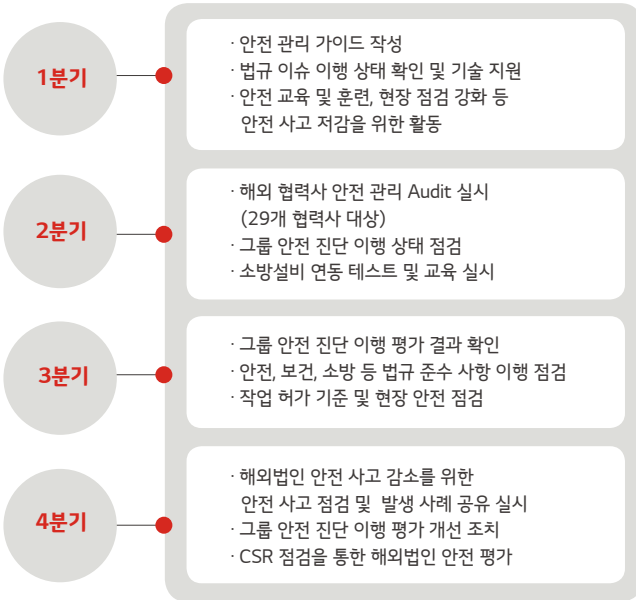 1분기
· 안전 관리 가이드 작성
· 법규 이슈 이행 상태 확인 및 기술 지원
· 안전 교육 및 훈련, 현장 점검 강화 등
안전 사고 저감을 위한 활동
2분기
· 해외 협력사 안전 관리 Audit 실시
(29개 협력사 대상)
· 그룹 안전 진단 이행 상태 점검
· 소방설비 연동 테스트 및 교육 실시
3분기
· 그룹 안전 진단 이행 평가 결과 확인
· 안전, 보건, 소방 등 법규 준수 사항 이행 점검
· 작업 허가 기준 및 현장 안전 점검
4분기
· 해외법인 안전 사고 감소를 위한
안전 사고 점검 및 발생 사례 공유 실시
· 그룹 안전 진단 이행 평가 개선 조치
· CSR 점검을 통한 해외법인 안전 평가